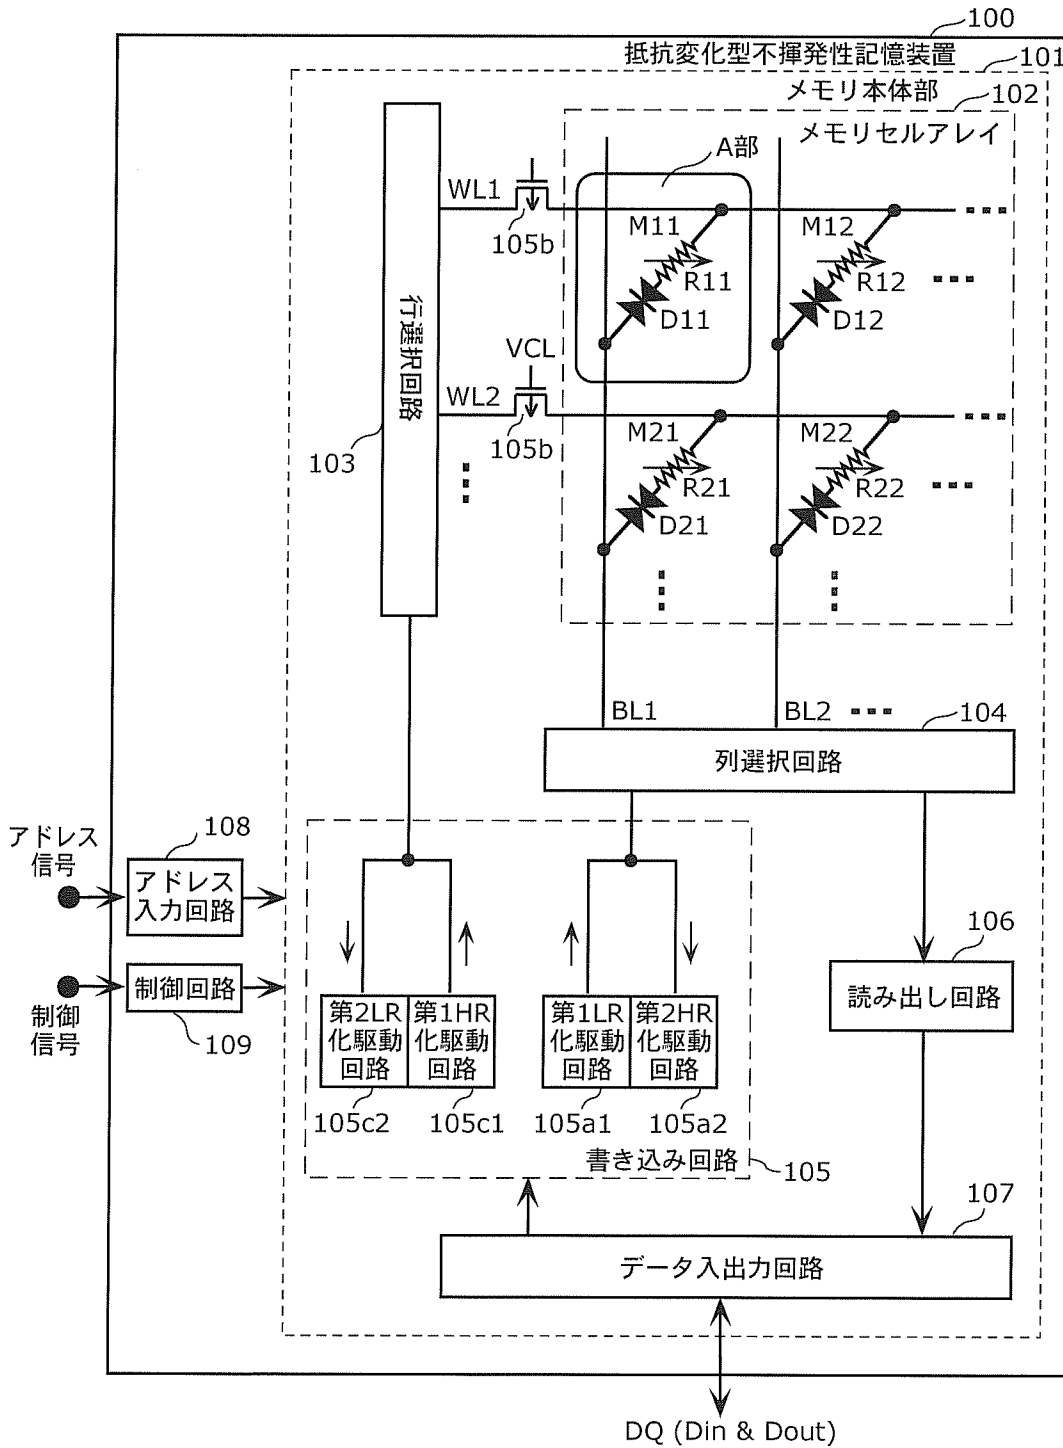 100
抵抗変化型不揮発性記憶装置
101
メモリ本体部
102
メモリセルアレイ
A部
WL1
105b
M11
R11
D11
M12
R12
D12
行選択回路
103
VCL
WL2
105b
M21
R21
D21
M22
R22
D22
BL1
BL2
104
列選択回路
アドレス
信号
108
アドレス
入力回路
制御
信号
制御回路
109
106
読み出し回路
第2LR
化駆動
回路
第1HR
化駆動
回路
第1LR
化駆動
回路
第2HR
化駆動
回路
105c2
105c1
105a1
105a2
書き込み回路
105
107
データ入出力回路
DQ (Din & Dout)